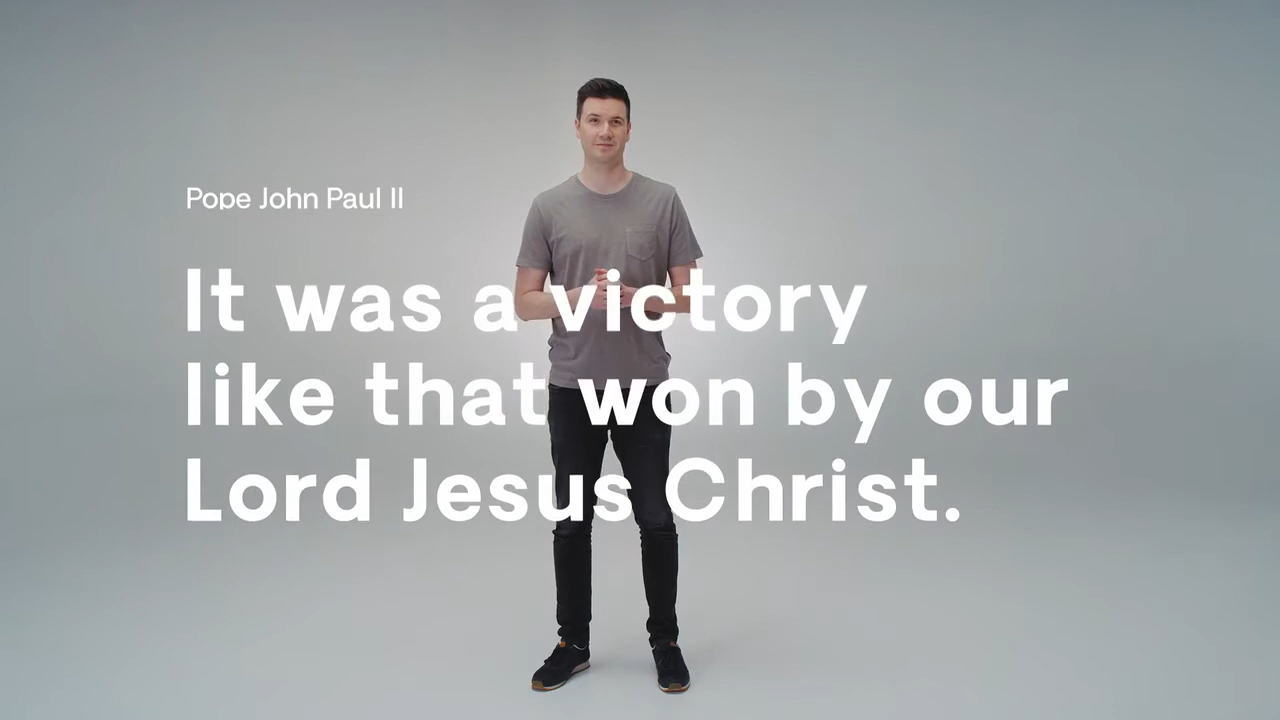 Pope John Paul II
It was a victory
like that won by our
Lord Jesus Christ.